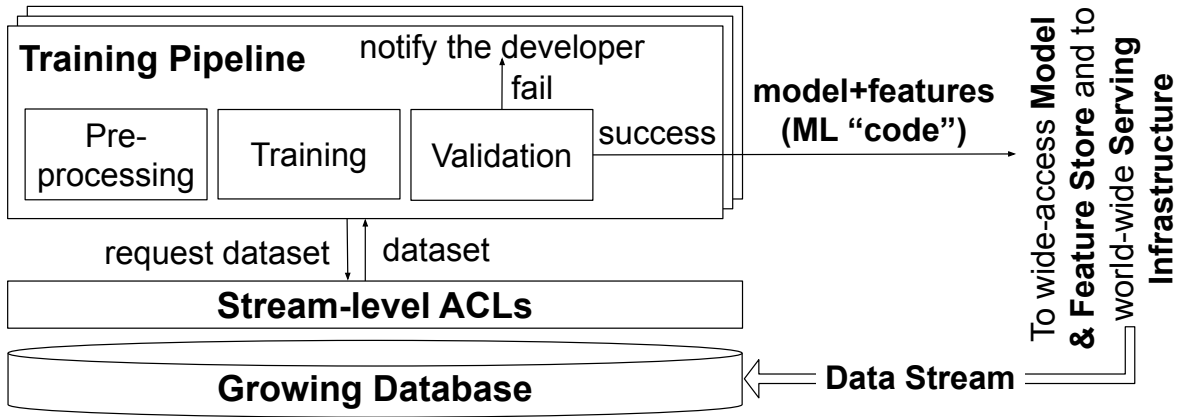 Training Pipeline
notify the developer
fail
Pre-
processing
Training
Validation
success
model+features
(ML “code”)
To wide-access Model
& Feature Store and to
world-wide Serving
Infrastructure
request dataset
dataset
Stream-level ACLs
Growing Database
Data Stream